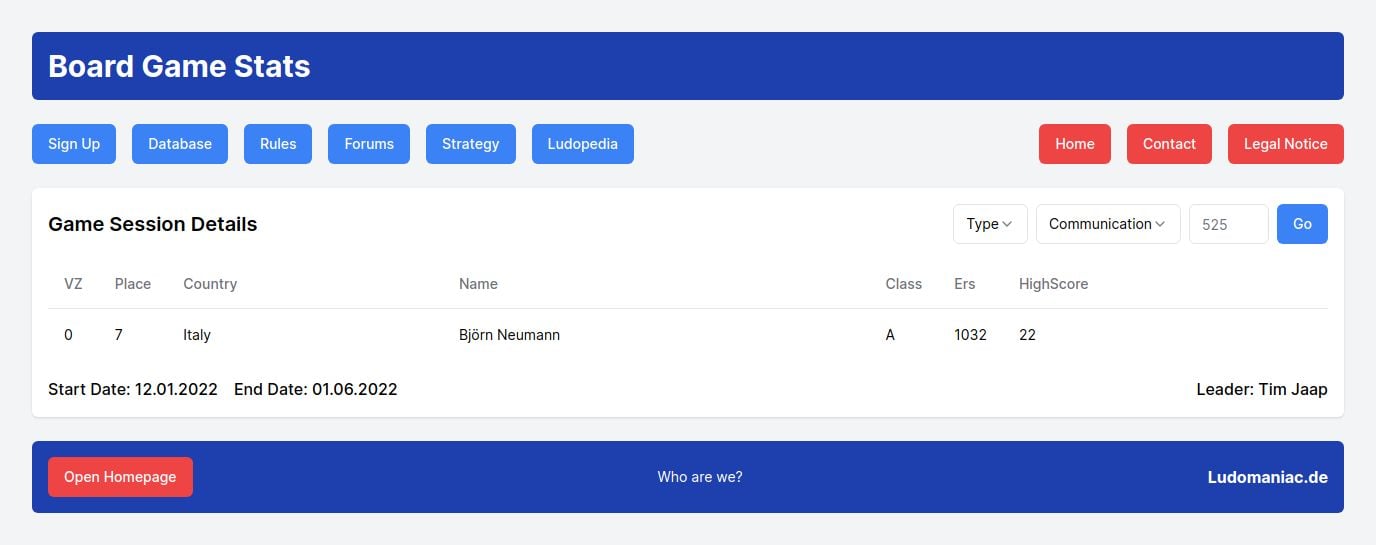 Board Game Stats
Sign Up Database Rules Forums Strategy Ludopedia Home Contact Legal Notice
Game Session Details Type Communication 525 Go
VZ Place Country Name Class Ers HighScore
0 7 Italy Björn Neumann A 1032 22
Start Date: 12.01.2022 End Date: 01.06.2022 Leader: Tim Jaap
Open Homepage Who are we? Ludomaniac.de